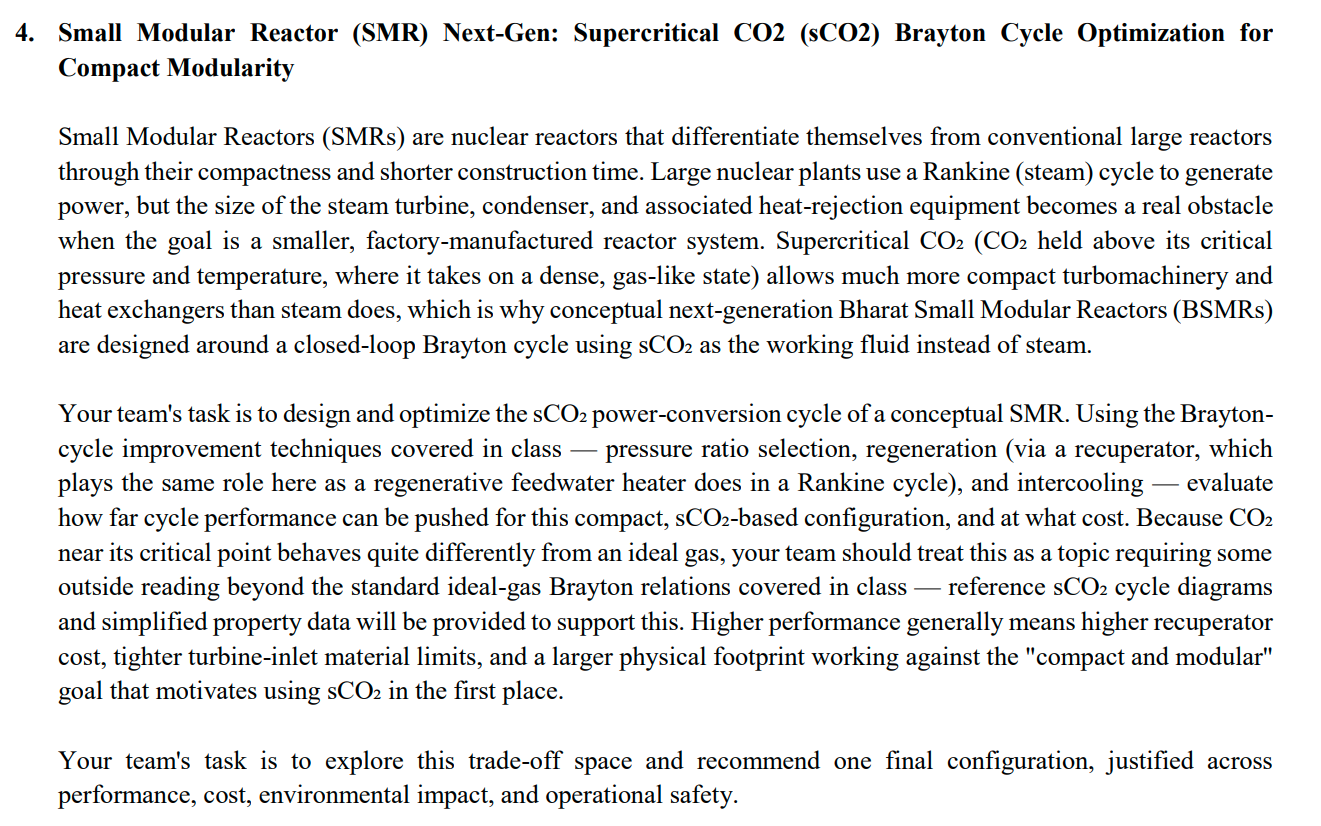 4. Small Modular Reactor (SMR) Next-Gen: Supercritical CO2 (sCO2) Brayton Cycle Optimization for
Compact Modularity
Small Modular Reactors (SMRs) are nuclear reactors that differentiate themselves from conventional large reactors
through their compactness and shorter construction time. Large nuclear plants use a Rankine (steam) cycle to generate
power, but the size of the steam turbine, condenser, and associated heat-rejection equipment becomes a real obstacle
when the goal is a smaller, factory-manufactured reactor system. Supercritical CO₂ (CO₂ held above its critical
pressure and temperature, where it takes on a dense, gas-like state) allows much more compact turbomachinery and
heat exchangers than steam does, which is why conceptual next-generation Bharat Small Modular Reactors (BSMRs)
are designed around a closed-loop Brayton cycle using sCO₂ as the working fluid instead of steam.
Your team's task is to design and optimize the sCO₂ power-conversion cycle of a conceptual SMR. Using the Brayton-
cycle improvement techniques covered in class — pressure ratio selection, regeneration (via a recuperator, which
plays the same role here as a regenerative feedwater heater does in a Rankine cycle), and intercooling — evaluate
how far cycle performance can be pushed for this compact, sCO₂-based configuration, and at what cost. Because CO₂
near its critical point behaves quite differently from an ideal gas, your team should treat this as a topic requiring some
outside reading beyond the standard ideal-gas Brayton relations covered in class — reference sCO₂ cycle diagrams
and simplified property data will be provided to support this. Higher performance generally means higher recuperator
cost, tighter turbine-inlet material limits, and a larger physical footprint working against the "compact and modular"
goal that motivates using sCO₂ in the first place.
Your team's task is to explore this trade-off space and recommend one final configuration, justified across
performance, cost, environmental impact, and operational safety.